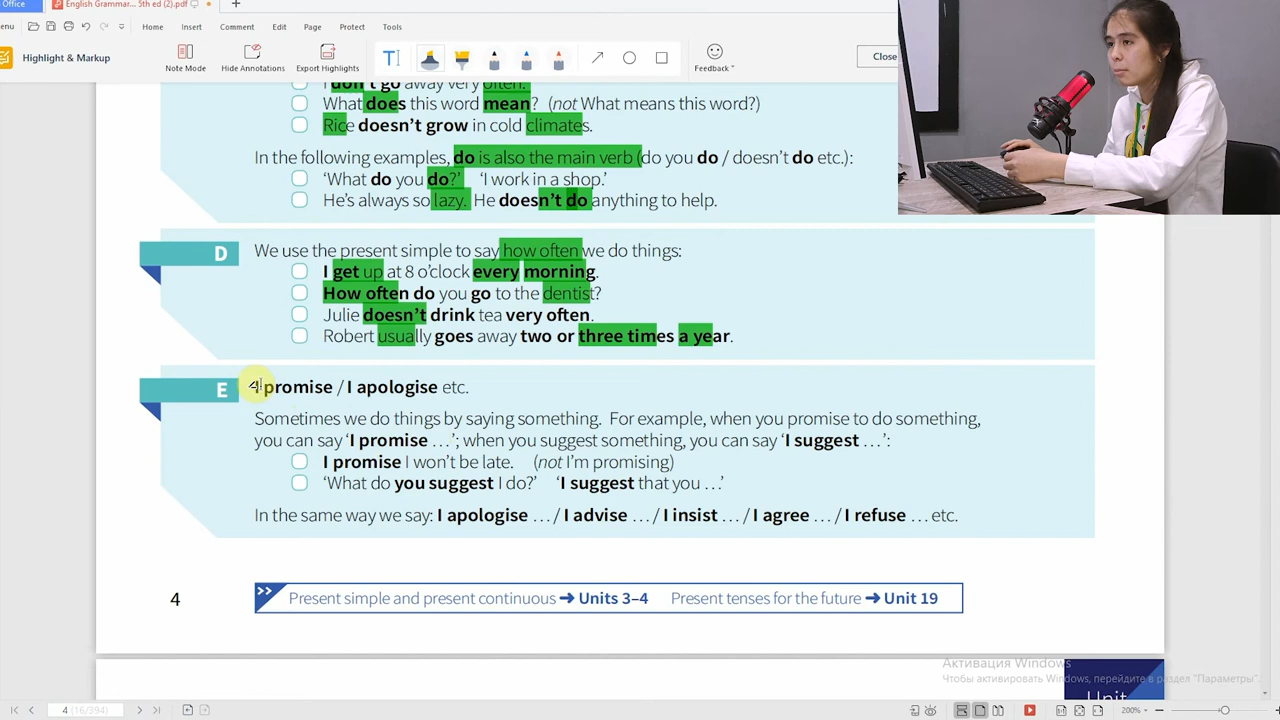 Office English Grammar... 5th ed (2).pdf +
enu Home Insert Comment Edit Page Protect Tools
Highlight & Markup Note Mode Hide Annotations Export Highlights Feedback Close
I don't go away very often.
What does this word mean? (not What means this word?)
Rice doesn't grow in cold climates.
In the following examples, do is also the main verb (do you do / doesn't do etc.):
‘What do you do?’ ‘I work in a shop.’
He's always so lazy. He doesn't do anything to help.
D We use the present simple to say how often we do things:
I get up at 8 o'clock every morning.
How often do you go to the dentist?
Julie doesn't drink tea very often.
Robert usually goes away two or three times a year.
E I promise / I apologise etc.
Sometimes we do things by saying something. For example, when you promise to do something,
you can say ‘I promise …’; when you suggest something, you can say ‘I suggest …’:
I promise I won't be late. (not I'm promising)
‘What do you suggest I do?’ ‘I suggest that you …’
In the same way we say: I apologise … / I advise … / I insist … / I agree … / I refuse … etc.
4 Present simple and present continuous ➜ Units 3–4 Present tenses for the future ➜ Unit 19
Активация Windows
Чтобы активировать Windows, перейдите в раздел "Параметры".
Unit
4 (16/394) 200%